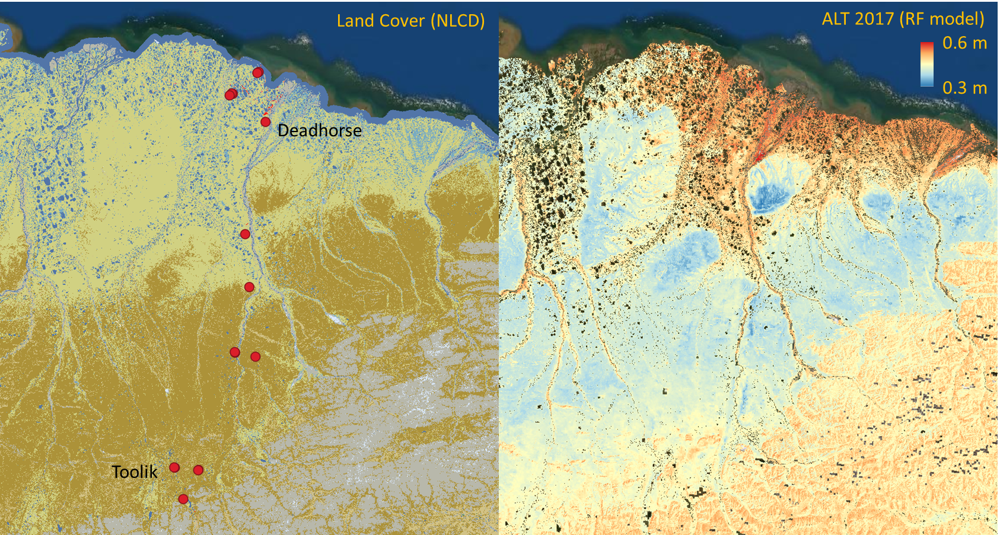 Land Cover (NLCD)
ALT 2017 (RF model)
0.6 m
0.3 m
Deadhorse
Toolik